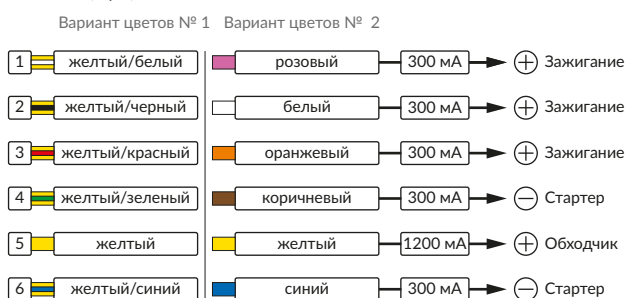 Вариант цветов № 1 Вариант цветов № 2
1 желтый/белый розовый 300 мА + Зажигание
2 желтый/черный белый 300 мА + Зажигание
3 желтый/красный оранжевый 300 мА + Зажигание
4 желтый/зеленый коричневый 300 мА − Стартер
5 желтый желтый 1200 мА + Обходчик
6 желтый/синий синий 300 мА − Стартер